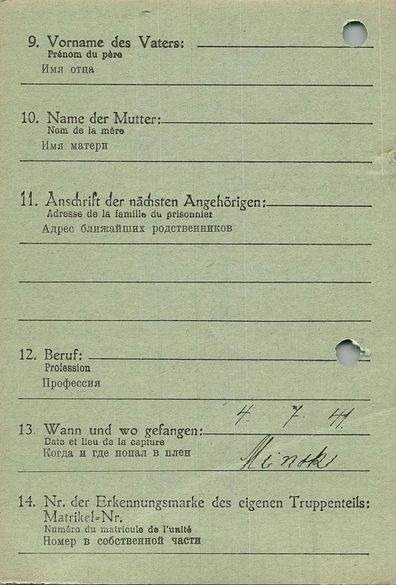 9. Vorname des Vaters:
Prénom du père
Имя отца
10. Name der Mutter:
Nom de la mère
Имя матери
11. Anschrift der nächsten Angehörigen:
Adresse de la famille du prisonnier
Адрес ближайших родственников
12. Beruf:
Profession
Профессия
4. 7. 41.
13. Wann und wo gefangen:
Date et lieu de la capture
Когда и где попал в плен
Minsk
14. Nr. der Erkennungsmarke des eigenen Truppenteils:
Matrikel-Nr.
Numéro du matricule de l'unité
Номер в собственной части